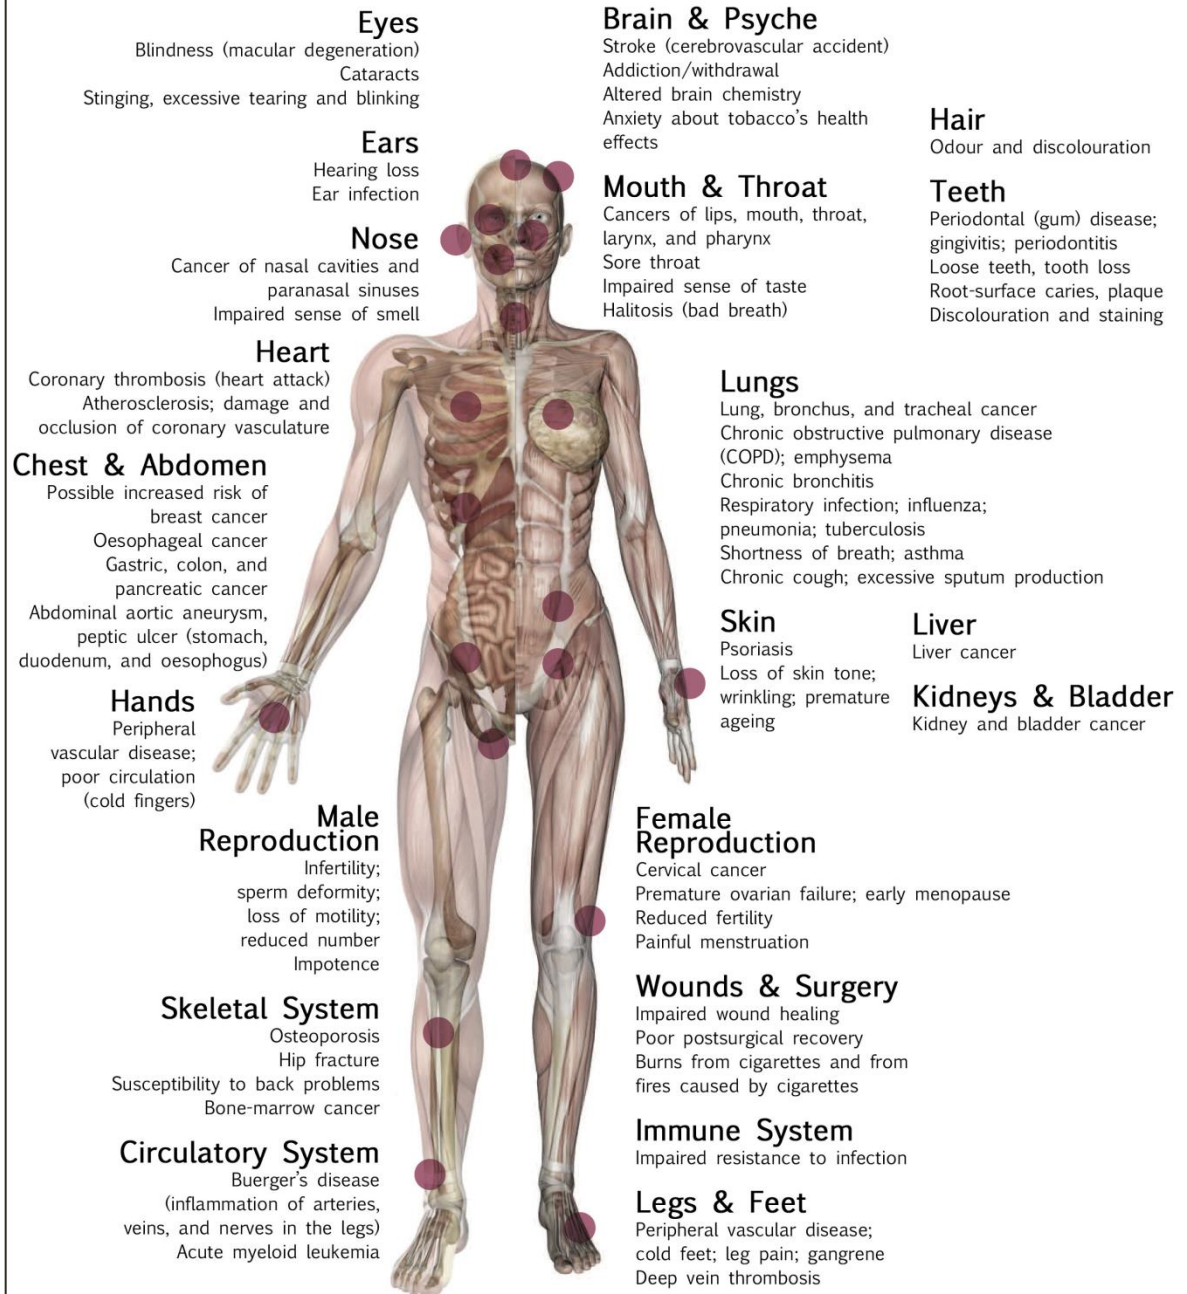 Eyes
Blindness (macular degeneration)
Cataracts
Stinging, excessive tearing and blinking
Ears
Hearing loss
Ear infection
Nose
Cancer of nasal cavities and
paranasal sinuses
Impaired sense of smell
Heart
Coronary thrombosis (heart attack)
Atherosclerosis; damage and
occlusion of coronary vasculature
Chest & Abdomen
Possible increased risk of
breast cancer
Oesophageal cancer
Gastric, colon, and
pancreatic cancer
Abdominal aortic aneurysm,
peptic ulcer (stomach,
duodenum, and oesophogus)
Hands
Peripheral
vascular disease;
poor circulation
(cold fingers)
Male
Reproduction
Infertility;
sperm deformity;
loss of motility;
reduced number
Impotence
Skeletal System
Osteoporosis
Hip fracture
Susceptibility to back problems
Bone-marrow cancer
Circulatory System
Buerger's disease
(inflammation of arteries,
veins, and nerves in the legs)
Acute myeloid leukemia
Brain & Psyche
Stroke (cerebrovascular accident)
Addiction/withdrawal
Altered brain chemistry
Anxiety about tobacco's health
effects
Mouth & Throat
Cancers of lips, mouth, throat,
larynx, and pharynx
Sore throat
Impaired sense of taste
Halitosis (bad breath)
Hair
Odour and discolouration
Teeth
Periodontal (gum) disease;
gingivitis; periodontitis
Loose teeth, tooth loss
Root-surface caries, plaque
Discolouration and staining
Lungs
Lung, bronchus, and tracheal cancer
Chronic obstructive pulmonary disease
(COPD); emphysema
Chronic bronchitis
Respiratory infection; influenza;
pneumonia; tuberculosis
Shortness of breath; asthma
Chronic cough; excessive sputum production
Skin
Psoriasis
Loss of skin tone;
wrinkling; premature
ageing
Liver
Liver cancer
Kidneys & Bladder
Kidney and bladder cancer
Female
Reproduction
Cervical cancer
Premature ovarian failure; early menopause
Reduced fertility
Painful menstruation
Wounds & Surgery
Impaired wound healing
Poor postsurgical recovery
Burns from cigarettes and from
fires caused by cigarettes
Immune System
Impaired resistance to infection
Legs & Feet
Peripheral vascular disease;
cold feet; leg pain; gangrene
Deep vein thrombosis